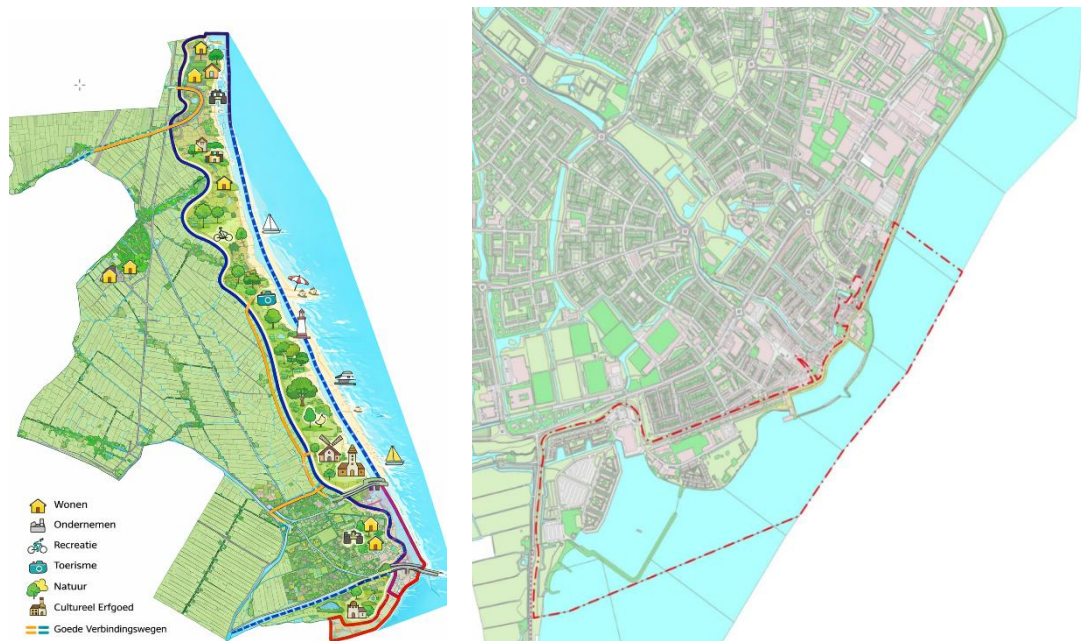 Wonen
Ondernemen
Recreatie
Toerisme
Natuur
Cultureel Erfgoed
Goede Verbindingswegen